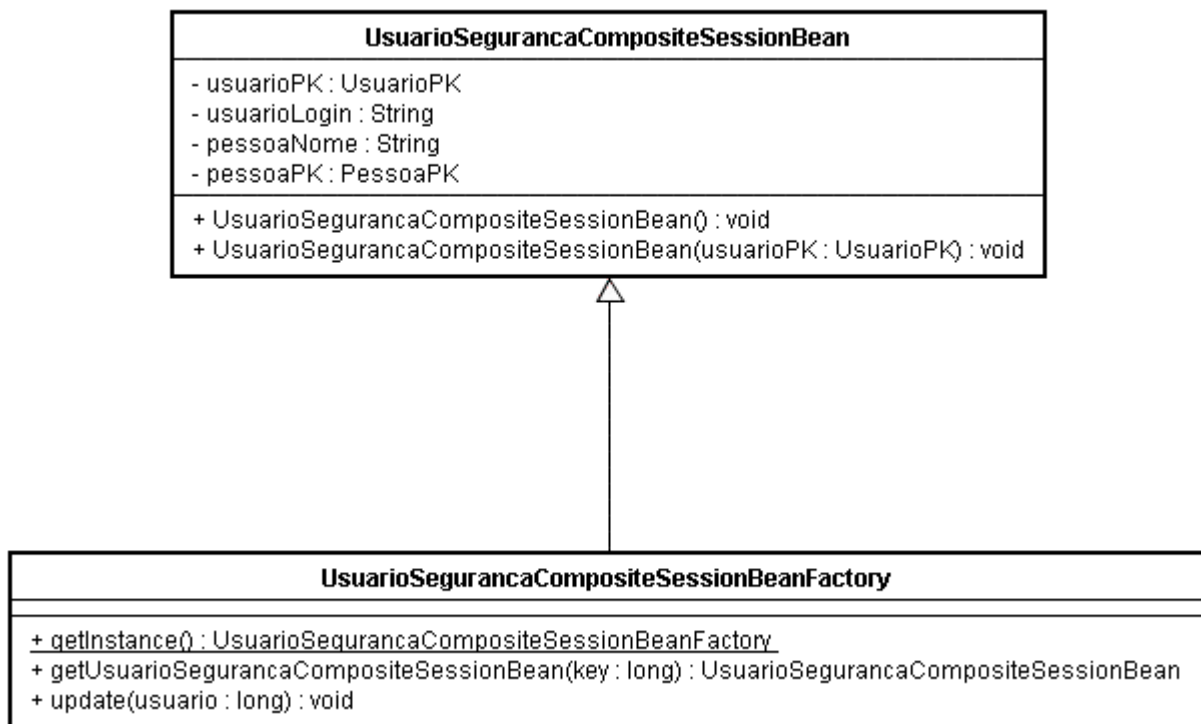 UsuarioSegurancaCompositeSessionBean
- usuarioPK : UsuarioPK
- usuarioLogin : String
- pessoaNome : String
- pessoaPK : PessoaPK
+ UsuarioSegurancaCompositeSessionBean() : void
+ UsuarioSegurancaCompositeSessionBean(usuarioPK : UsuarioPK) : void
UsuarioSegurancaCompositeSessionBeanFactory
+ getInstance() : UsuarioSegurancaCompositeSessionBeanFactory
+ getUsuarioSegurancaCompositeSessionBean(key : long) : UsuarioSegurancaCompositeSessionBean
+ update(usuario : long) : void